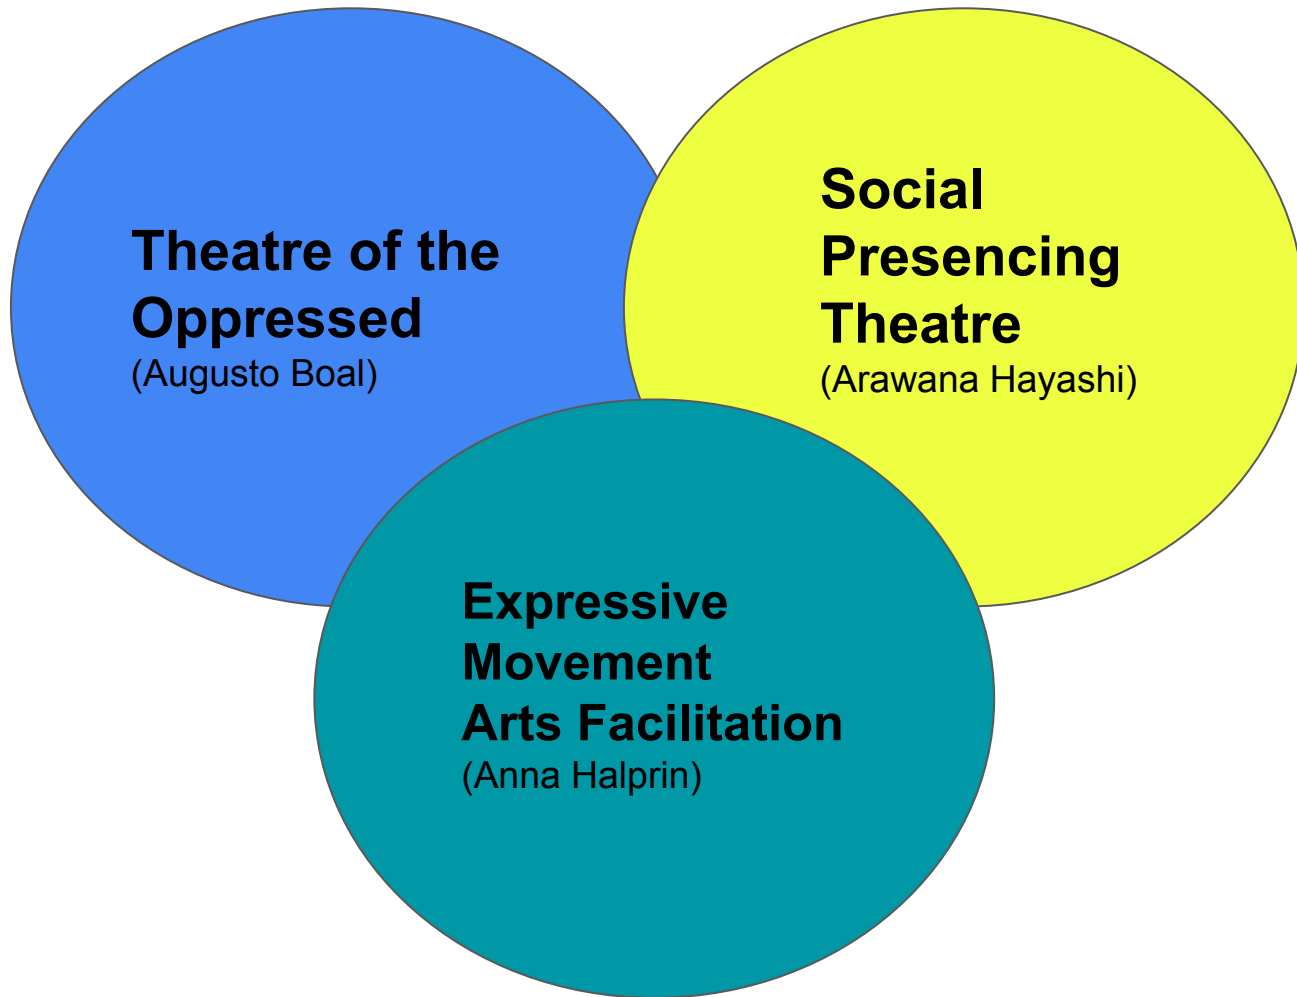 Theatre of the
Oppressed
(Augusto Boal)
Social
Presencing
Theatre
(Arawana Hayashi)
Expressive
Movement
Arts Facilitation
(Anna Halprin)